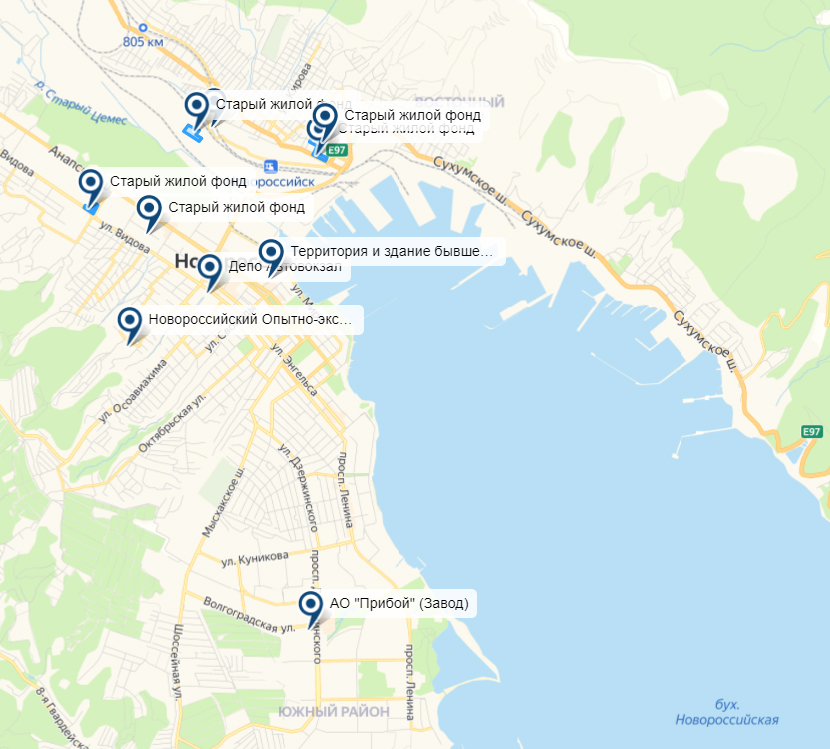 805 км
р. Старый Цемес
Старый жилой фонд
ВОСТОЧНЫЙ
Старый жилой фонд
Старый жилой фонд
E97
Видова
Старый жилой фонд
Сухумское ш.
Старый жилой фонд
Сухумское ш.
ул. Видова
Территория и здание бывше...
Депо Автовокзал
Новороссийский Опытно-экс...
Сухумское ш.
ул. Энгельса
ул. Осоавиахима
Октябрьская ул.
E97
ул. Дзержинского
просп. Ленина
Мысхакское ш.
ул. Куникова
АО "Прибой" (Завод)
Волгоградская ул.
Шоссейная ул.
просп. Ленина
8-я Гвардейская
ЮЖНЫЙ РАЙОН
бух.
Новороссийская